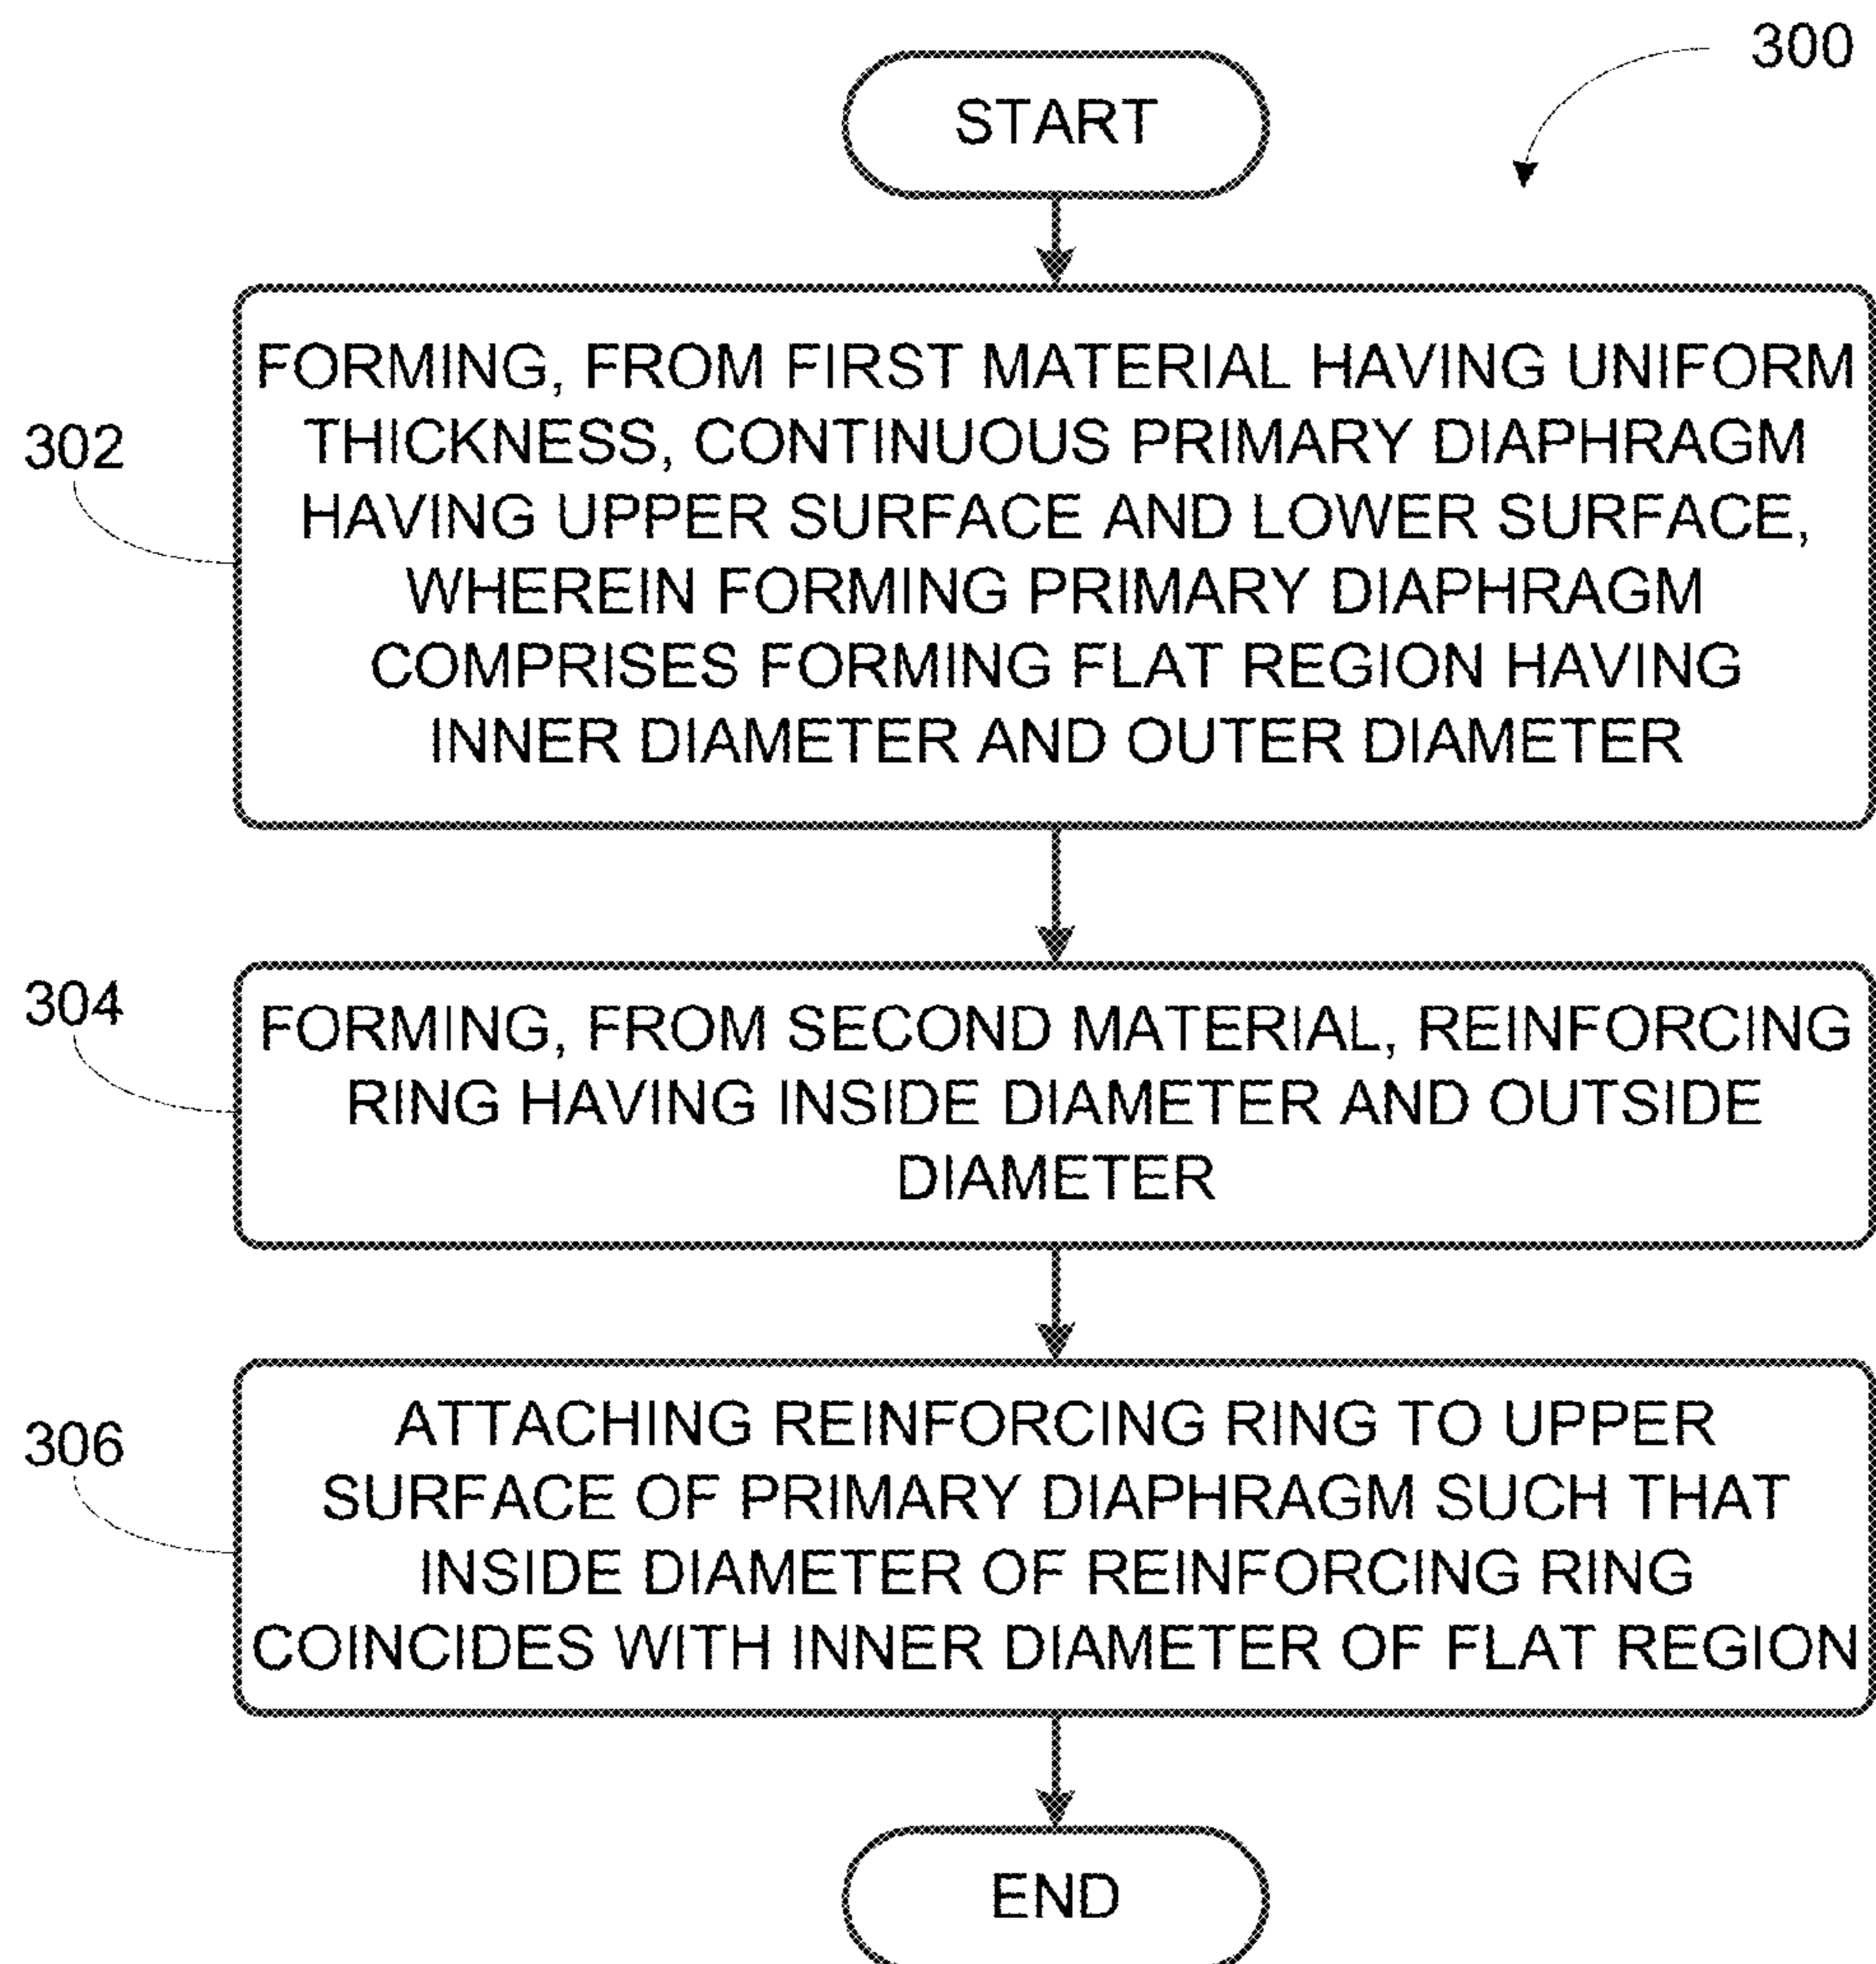 300
START
302
FORMING, FROM FIRST MATERIAL HAVING UNIFORM
THICKNESS, CONTINUOUS PRIMARY DIAPHRAGM
HAVING UPPER SURFACE AND LOWER SURFACE,
WHEREIN FORMING PRIMARY DIAPHRAGM
COMPRISES FORMING FLAT REGION HAVING
INNER DIAMETER AND OUTER DIAMETER
304
FORMING, FROM SECOND MATERIAL, REINFORCING
RING HAVING INSIDE DIAMETER AND OUTSIDE
DIAMETER
306
ATTACHING REINFORCING RING TO UPPER
SURFACE OF PRIMARY DIAPHRAGM SUCH THAT
INSIDE DIAMETER OF REINFORCING RING
COINCIDES WITH INNER DIAMETER OF FLAT REGION
END